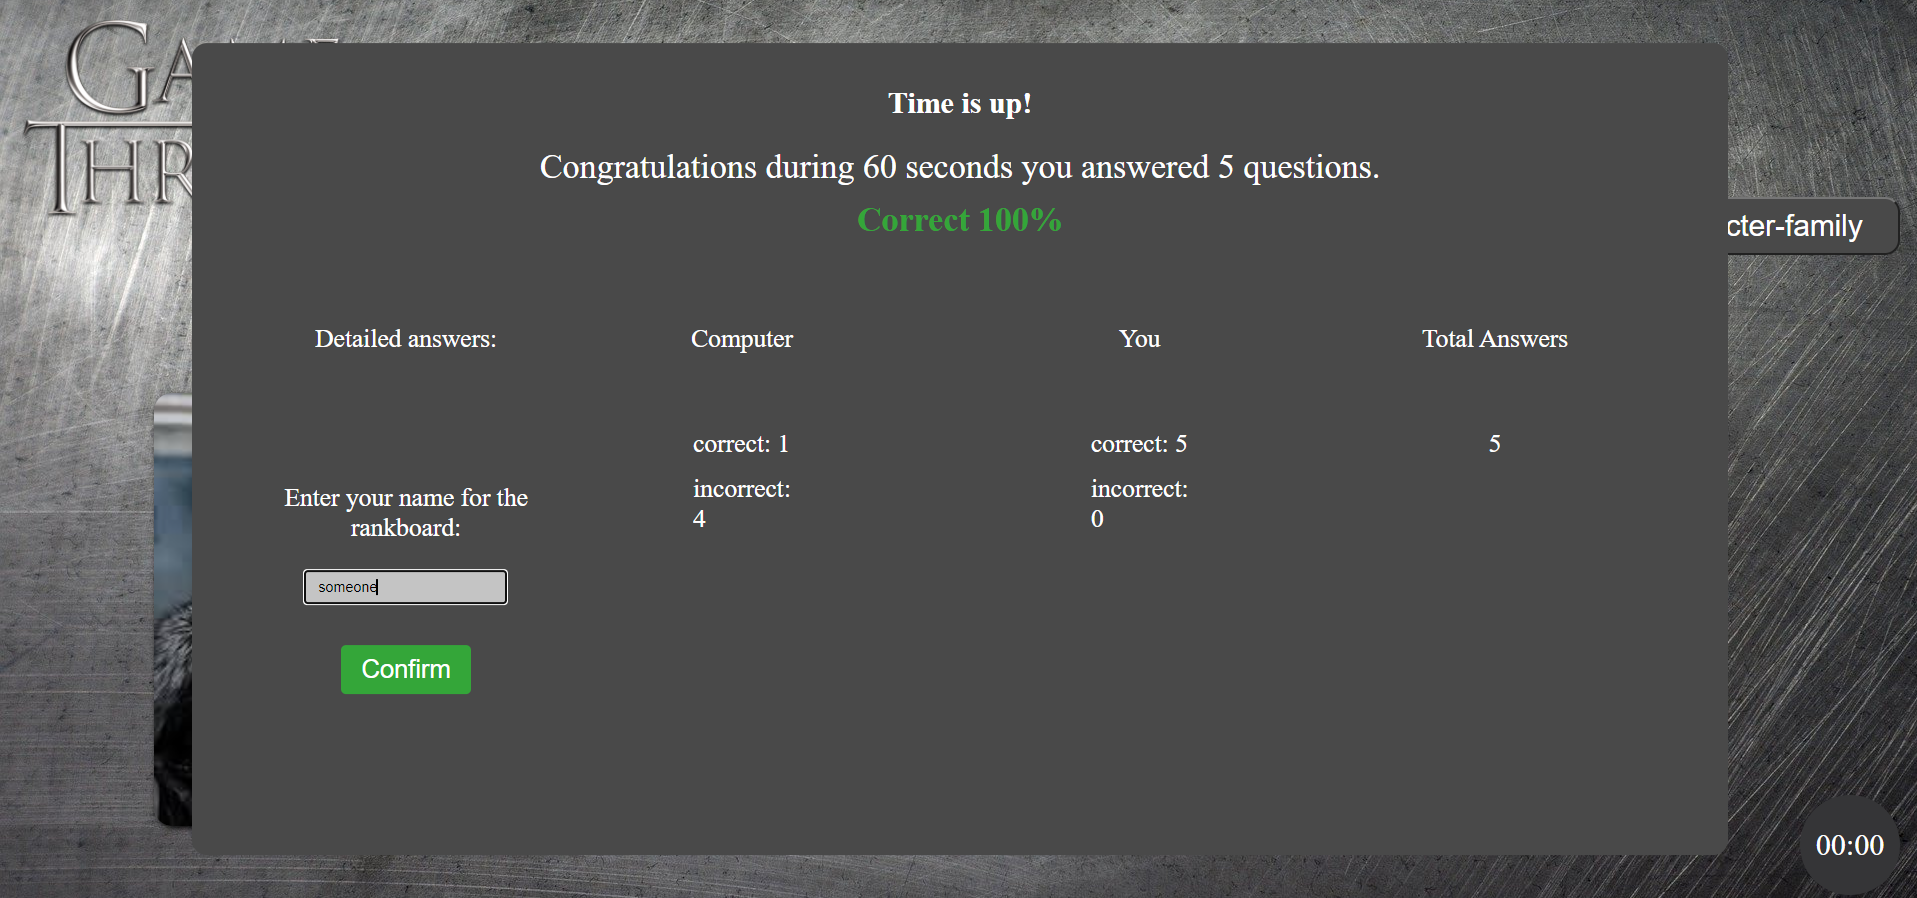 Time is up!
Congratulations during 60 seconds you answered 5 questions.
Correct 100%
cter-family
Detailed answers:
Computer
You
Total Answers
correct: 1
correct: 5
5
incorrect:
4
incorrect:
0
Enter your name for the
rankboard:
someone
Confirm
00:00